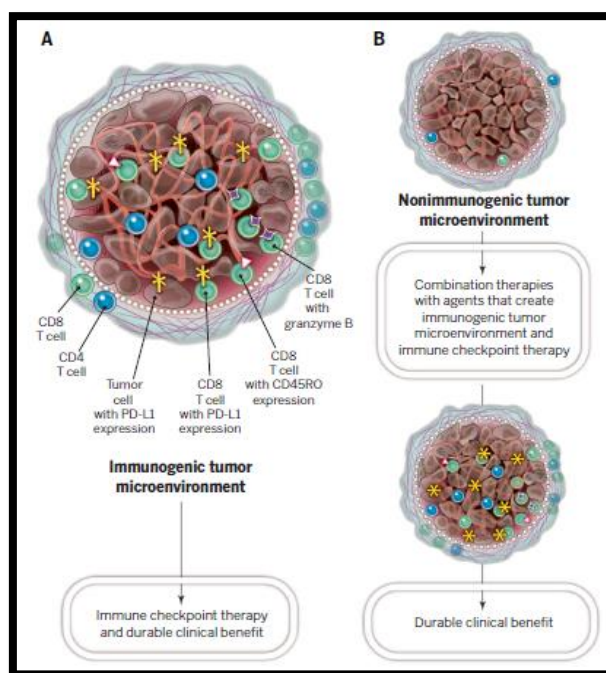 A
CD8
T cell
CD4
T cell
Tumor
cell
with PD-L1
expression
CD8
T cell
with PD-L1
expression
CD8
T cell
with CD45RO
expression
CD8
T cell
with
granzyme B
Immunogenic tumor
microenvironment
Immune checkpoint therapy
and durable clinical benefit
B
Nonimmunogenic tumor
microenvironment
Combination therapies
with agents that create
immunogenic tumor
microenvironment and
immune checkpoint therapy
Durable clinical benefit